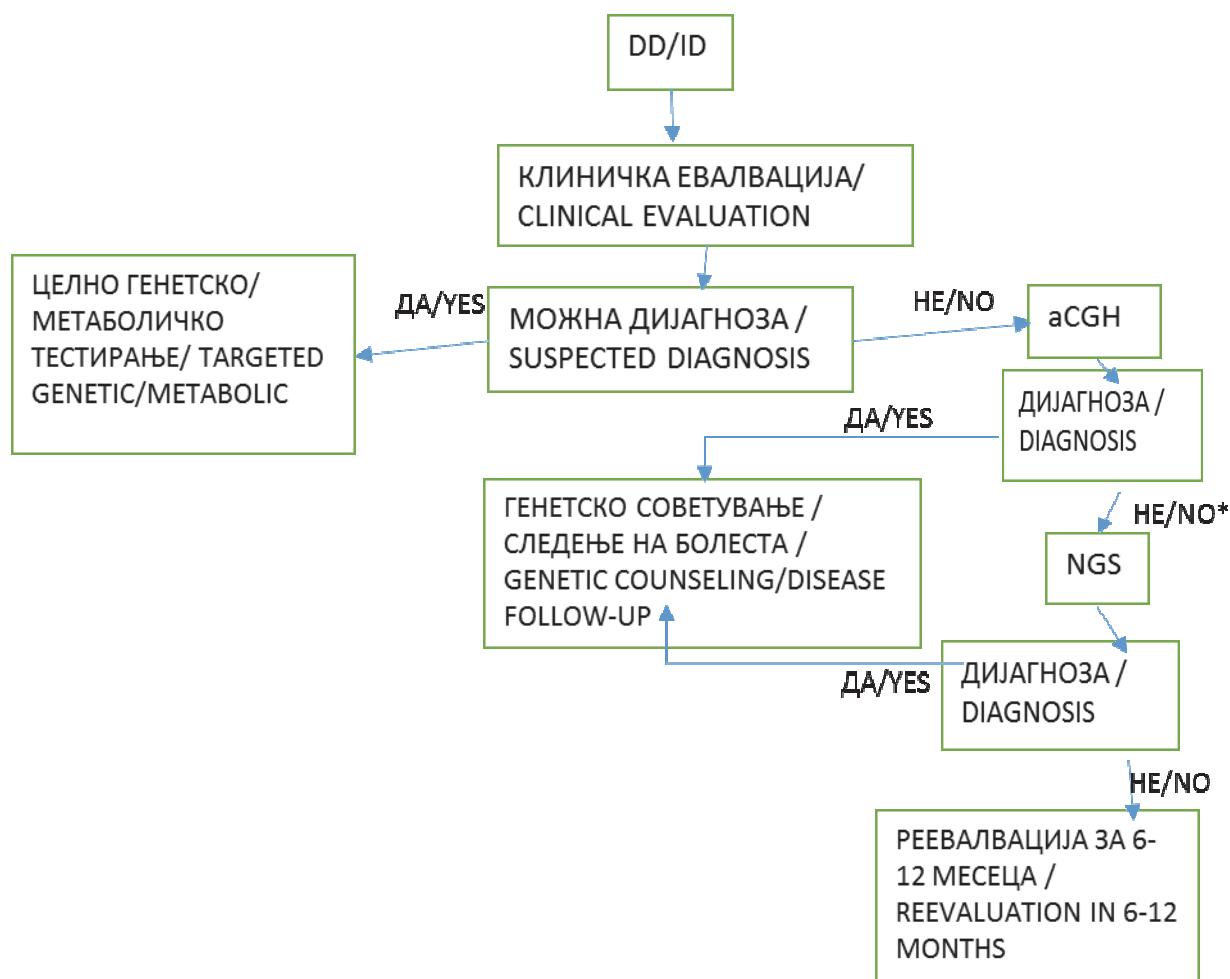 DD/ID
КЛИНИЧКА ЕВАЛВАЦИЈА/
CLINICAL EVALUATION
ЦЕЛНО ГЕНЕТСКО/
МЕТАБОЛИЧКО
ТЕСТИРАЊЕ/ TARGETED
GENETIC/METABOLIC
ДА/YES
МОЖНА ДИЈАГНОЗА /
SUSPECTED DIAGNOSIS
НЕ/NO
aCGH
ДИЈАГНОЗА /
DIAGNOSIS
ДА/YES
ГЕНЕТСКО СОВЕТУВАЊЕ /
СЛЕДЕЊЕ НА БОЛЕСТА /
GENETIC COUNSELING/DISEASE
FOLLOW-UP
НЕ/NO*
NGS
ДА/YES
ДИЈАГНОЗА /
DIAGNOSIS
НЕ/NO
РЕЕВАЛВАЦИЈА ЗА 6-
12 МЕСЕЦА /
REEVALUATION IN 6-12
MONTHS